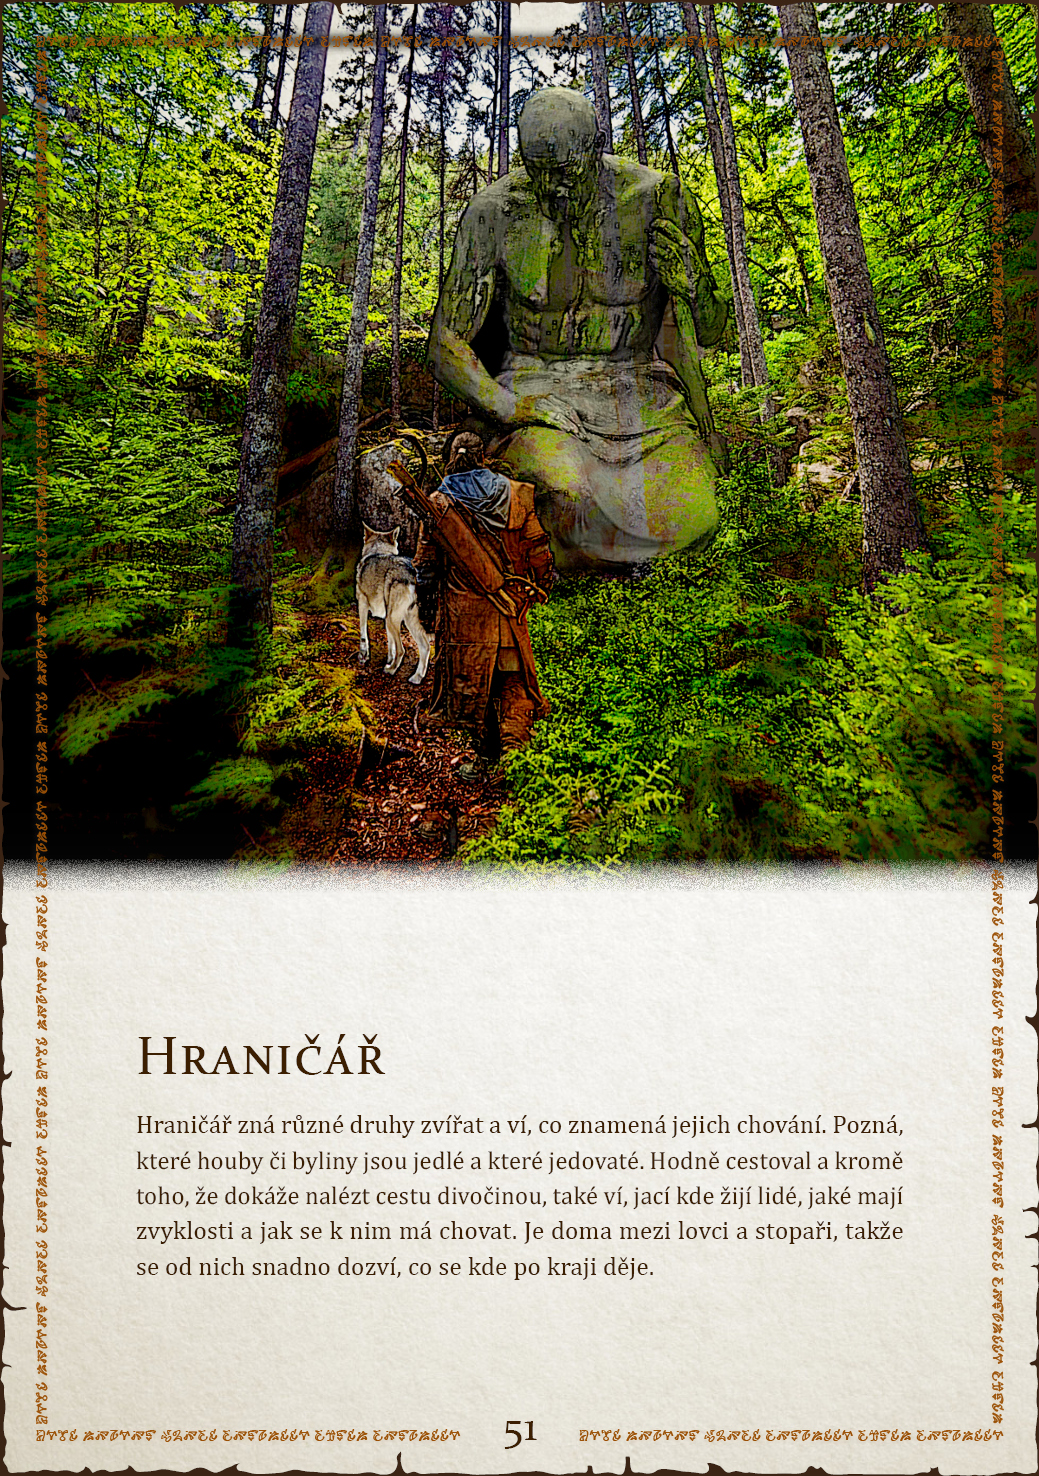 Hraničář
Hraničář zná různé druhy zvířat a ví, co znamená jejich chování. Pozná,
které houby či byliny jsou jedlé a které jedovaté. Hodně cestoval a kromě
toho, že dokáže nalézt cestu divočinou, také ví, jací kde žijí lidé, jaké mají
zvyklosti a jak se k nim má chovat. Je doma mezi lovci a stopaři, takže
se od nich snadno dozví, co se kde po kraji děje.
51